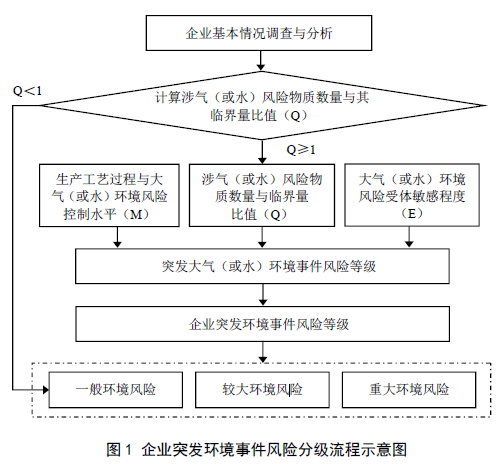 企业基本情况调查与分析
Q＜1
计算涉气（或水）风险物质数量与其
临界量比值（Q）
Q≥1
生产工艺过程与大
气（或水）环境风险
控制水平（M）
涉气（或水）风险物
质数量与临界量
比值（Q）
大气（或水）环境
风险受体敏感程度
（E）
突发大气（或水）环境事件风险等级
企业突发环境事件风险等级
一般环境风险
较大环境风险
重大环境风险
图 1 企业突发环境事件风险分级流程示意图